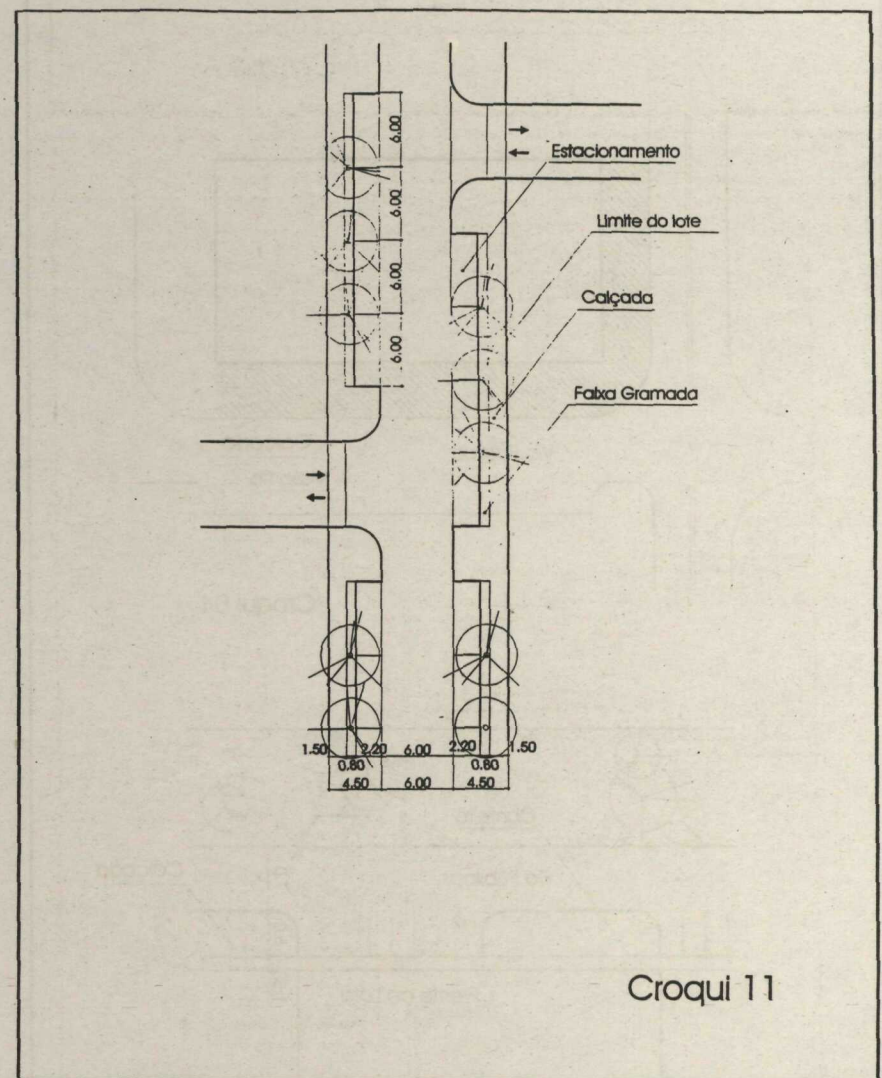 6.00
Estacionamento
6.00
Limite do lote
6.00
Calçada
6.00
Faixa Gramada
1.50 2.20 6.00 2.20 1.50
0.80 0.80
4.50 6.00 4.50
Croqui 11